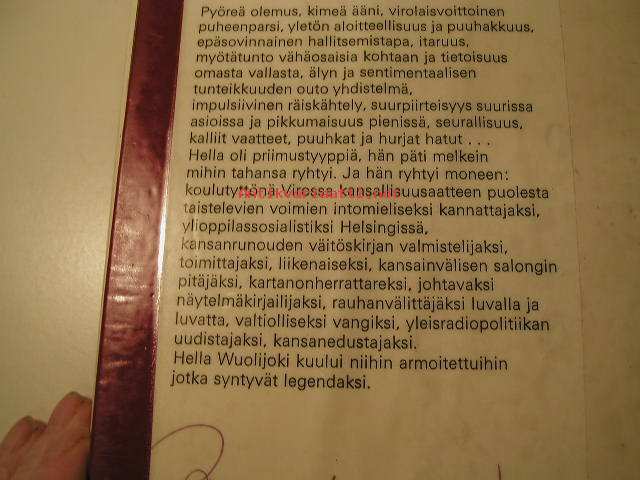 Pyöreä olemus, kimeä ääni, virolaisvoittoinen
puheenparsi, yletön aloitteellisuus ja puuhakkuus,
epäsovinnainen hallitsemistapa, itaruus,
myötätunto vähäosaisia kohtaan ja tietoisuus
omasta vallasta, älyn ja sentimentaalisen
tunteikkuuden outo yhdistelmä,
impulsiivinen räiskähtely, suurpiirteisyys suurissa
asioissa ja pikkumaisuus pienissä, seurallisuus,
kalliit vaatteet, puuhkat ja hurjat hatut . . .
Hella oli priimustyyppiä, hän päti melkein
mihin tahansa ryhtyi. Ja hän ryhtyi moneen:
koulutyttönä Virossa kansallisuusaatteen puolesta
taistelevien voimien intomieliseksi kannattajaksi,
ylioppilassosialistiksi Helsingissä,
kansanrunouden väitöskirjan valmistelijaksi,
toimittajaksi, liikenaiseksi, kansainvälisen salongin
pitäjäksi, kartanonherrattareksi, johtavaksi
näytelmäkirjailijaksi, rauhanvälittäjäksi luvalla ja
luvatta, valtiolliseksi vangiksi, yleisradiopolitiikan
uudistajaksi, kansanedustajaksi.
Hella Wuolijoki kuului niihin armoitettuihin
jotka syntyvät legendaksi.